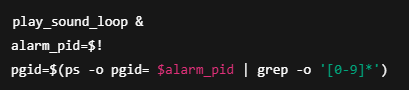 play_sound_loop &
alarm_pid=$!
pgid=$(ps -o pgid= $alarm_pid | grep -o '[0-9]*')